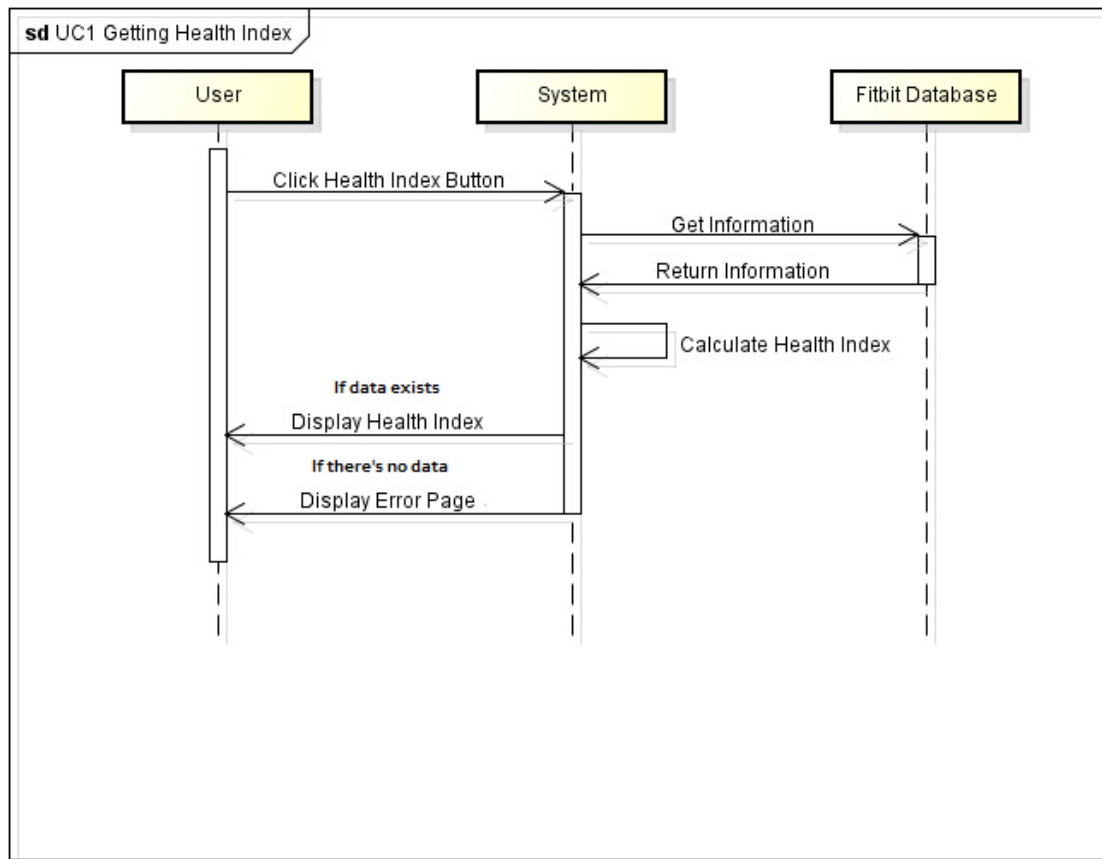 sd UC1 Getting Health Index
User
System
Fitbit Database
Click Health Index Button
Get Information
Return Information
Calculate Health Index
If data exists
Display Health Index
If there's no data
Display Error Page